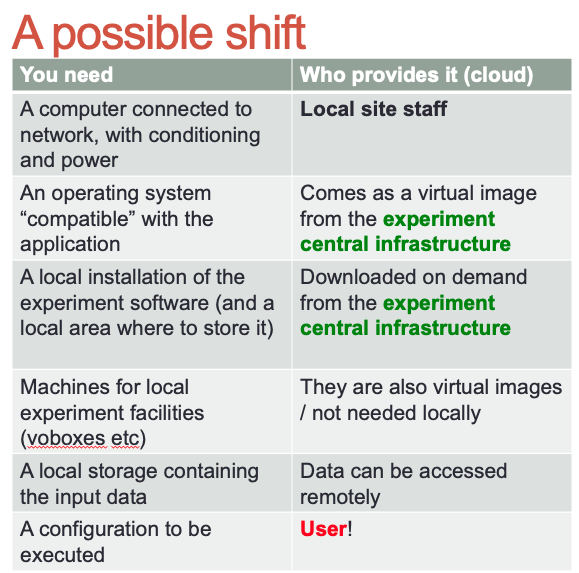 A possible shift
You need
Who provides it (cloud)
A computer connected to
network, with conditioning
and power
Local site staff
An operating system
“compatible” with the
application
Comes as a virtual image
from the experiment
central infrastructure
A local installation of the
experiment software (and a
local area where to store it)
Downloaded on demand
from the experiment
central infrastructure
Machines for local
experiment facilities
(voboxes etc)
They are also virtual images
/ not needed locally
A local storage containing
the input data
Data can be accessed
remotely
A configuration to be
executed
User!